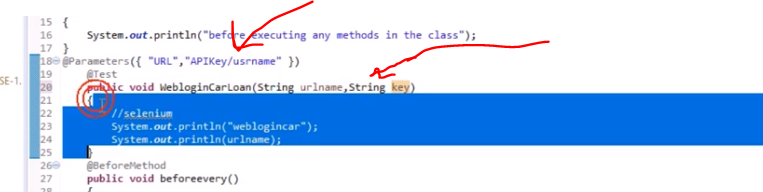 SE-1.
15 {
16 System.out.println("before executing any methods in the class");
17 }
18 @Parameters({ "URL","APIKey/usrname" })
19 @Test
20 public void WebloginCarLoan(String urlname,String key)
21 {
22 //selenium
23 System.out.println("weblogincar");
24 System.out.println(urlname);
25 }
26 @BeforeMethod
27 public void beforeevery()
28 {